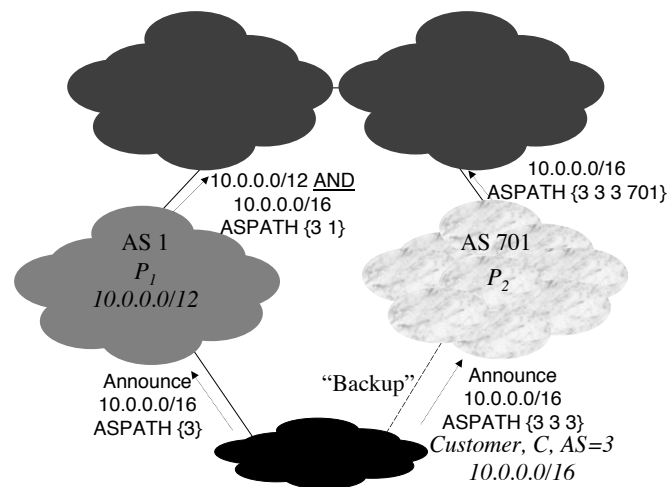 10.0.0.0/12 AND
10.0.0.0/16
ASPATH {3 1}
10.0.0.0/16
ASPATH {3 3 3 701}
AS 1
P1
10.0.0.0/12
AS 701
P2
Announce
10.0.0.0/16
ASPATH {3}
“Backup”
Announce
10.0.0.0/16
ASPATH {3 3 3}
Customer, C, AS=3
10.0.0.0/16